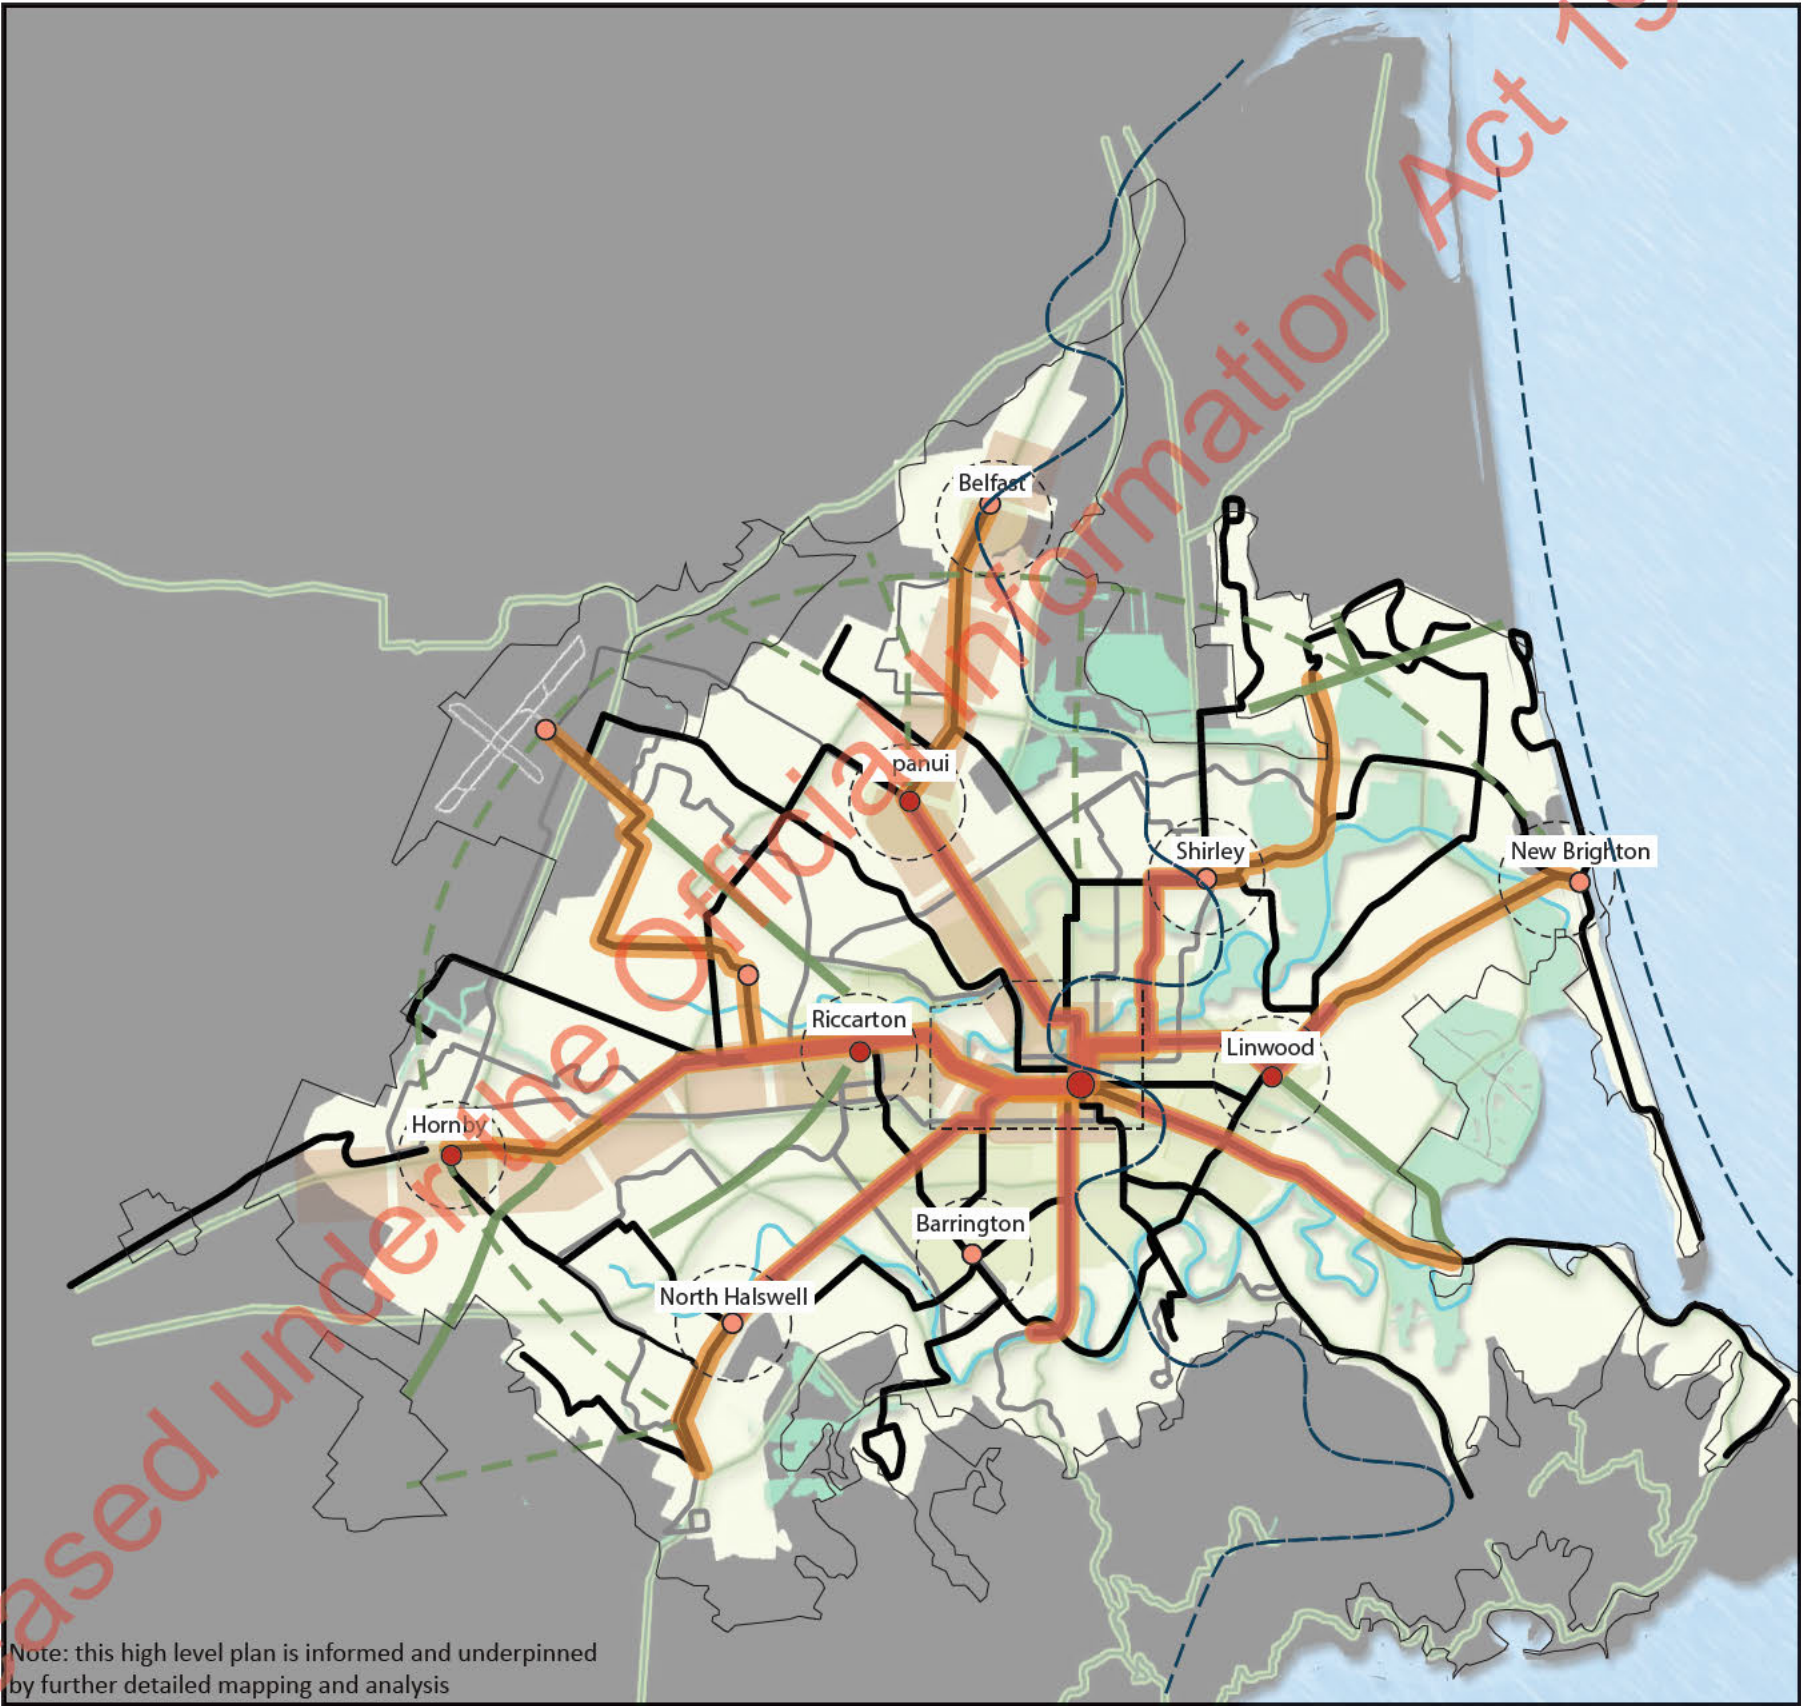 Belfast
panui
Shirley
New Brighton
Riccarton
Linwood
Hornby
Barrington
North Halswell
ased under the Official Information Act 19
Note: this high level plan is informed and underpinned
by further detailed mapping and analysis